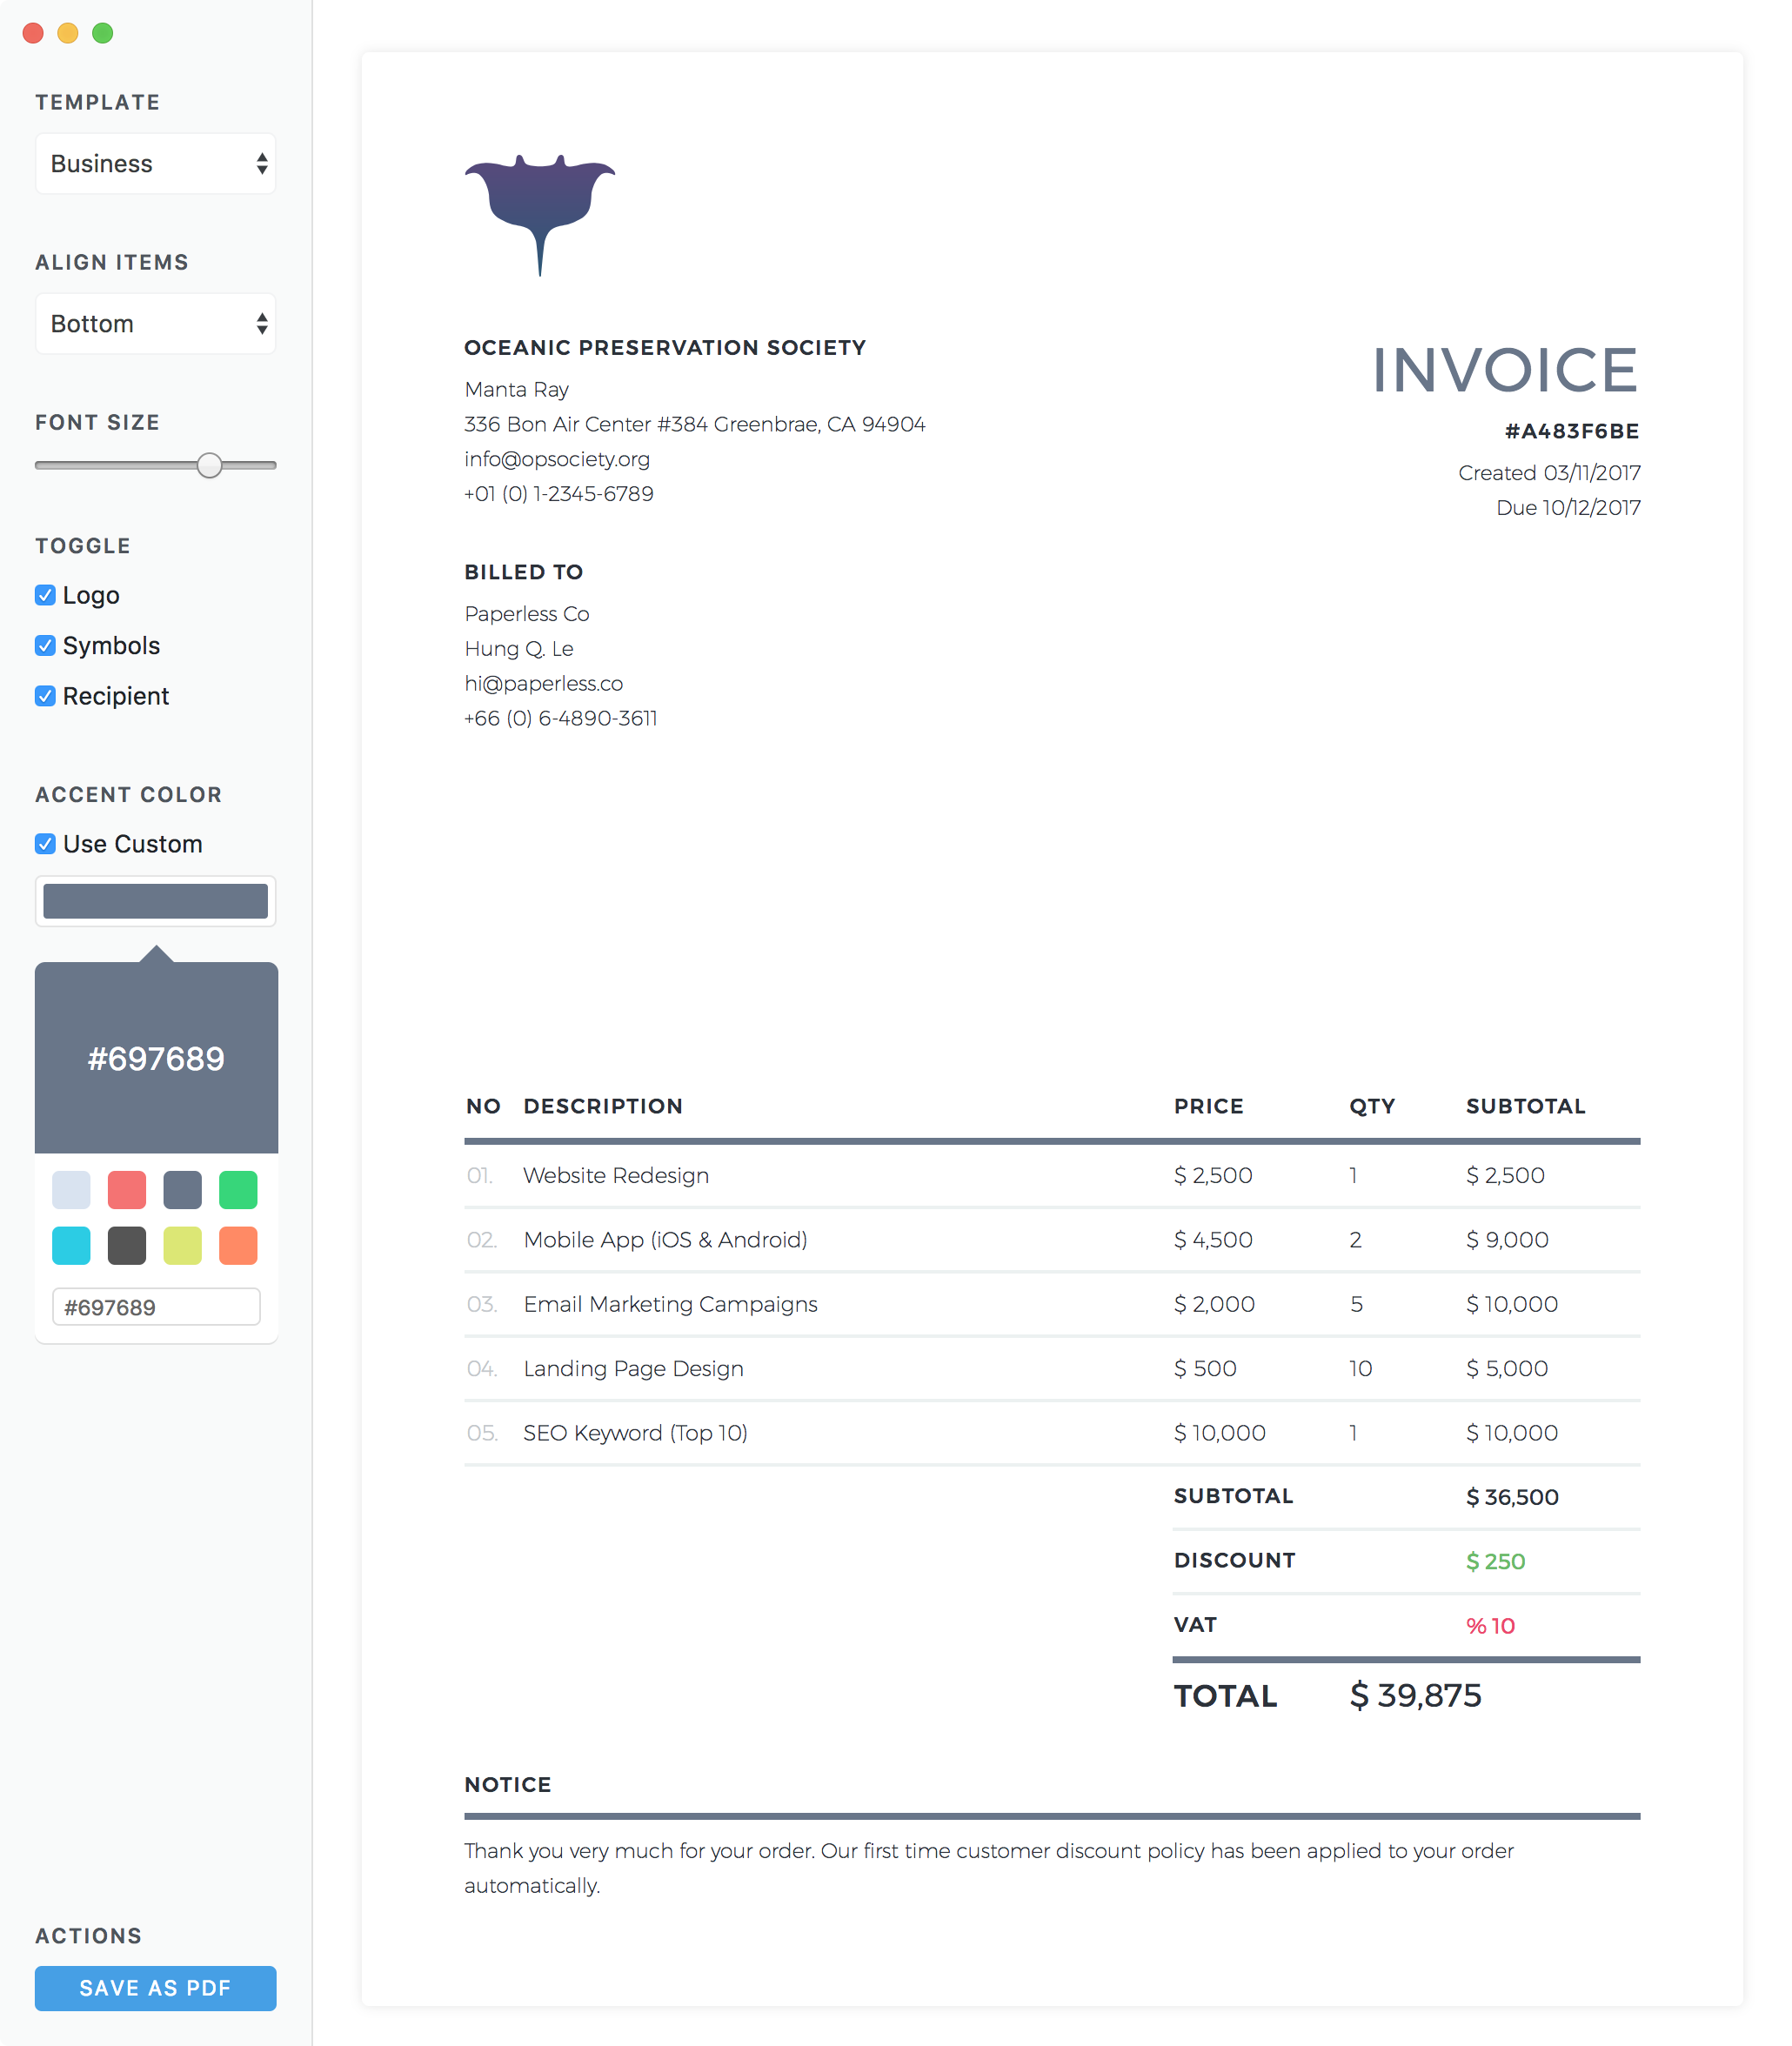 TEMPLATE
Business
ALIGN ITEMS
Bottom
FONT SIZE
TOGGLE
Logo
Symbols
Recipient
ACCENT COLOR
Use Custom
#697689
#697689
ACTIONS
SAVE AS PDF
OCEANIC PRESERVATION SOCIETY
Manta Ray
336 Bon Air Center #384 Greenbrae, CA 94904
info@opsociety.org
+01 (0) 1-2345-6789
INVOICE
#A483F6BE
Created 03/11/2017
Due 10/12/2017
BILLED TO
Paperless Co
Hung Q. Le
hi@paperless.co
+66 (0) 6-4890-3611
NO DESCRIPTION PRICE QTY SUBTOTAL
01. Website Redesign $ 2,500 1 $ 2,500
02. Mobile App (iOS & Android) $ 4,500 2 $ 9,000
03. Email Marketing Campaigns $ 2,000 5 $ 10,000
04. Landing Page Design $ 500 10 $ 5,000
05. SEO Keyword (Top 10) $ 10,000 1 $ 10,000
SUBTOTAL $ 36,500
DISCOUNT $ 250
VAT % 10
TOTAL $ 39,875
NOTICE
Thank you very much for your order. Our first time customer discount policy has been applied to your order
automatically.